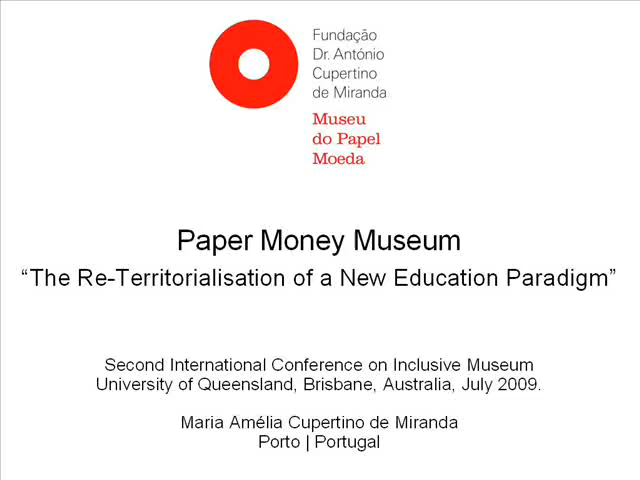 Fundação
Dr. António
Cupertino
de Miranda
Museu
do Papel
Moeda
Paper Money Museum
“The Re-Territorialisation of a New Education Paradigm”
Second International Conference on Inclusive Museum
University of Queensland, Brisbane, Australia, July 2009.
Maria Amélia Cupertino de Miranda
Porto | Portugal